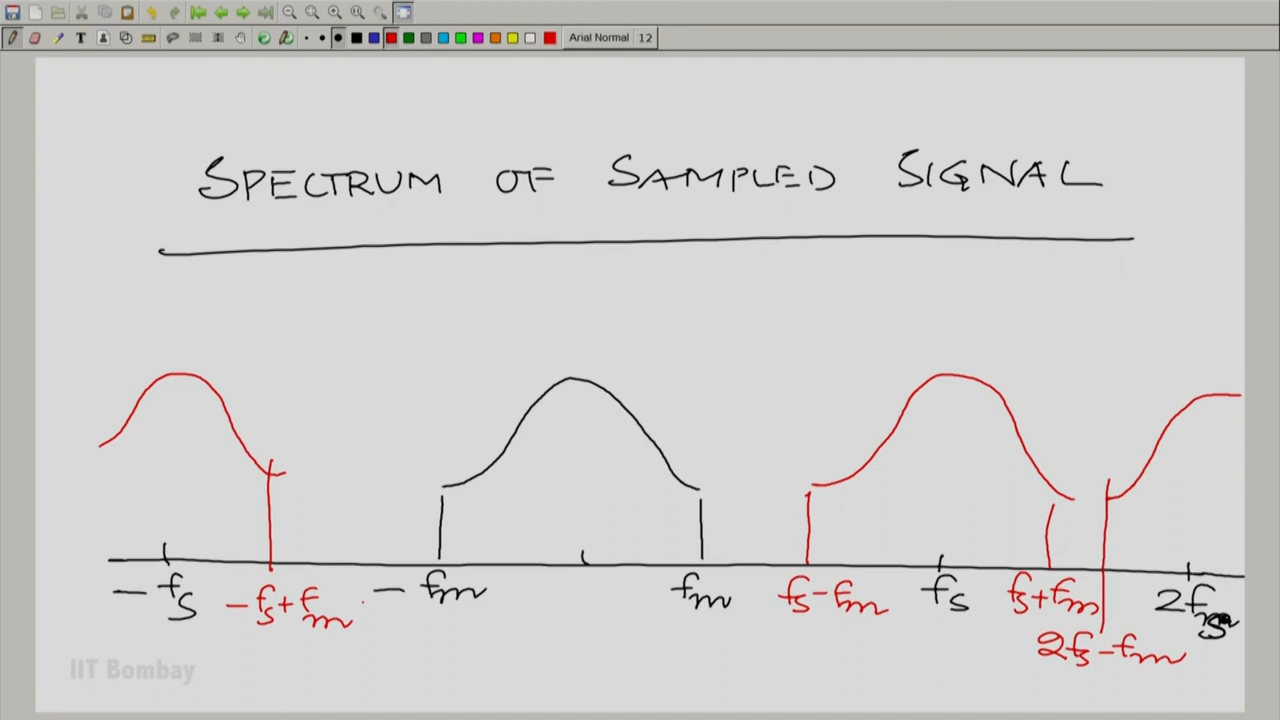 Arial Normal 12
SPECTRUM OF SAMPLED SIGNAL
-fs -fs+fm -fm fm fs-fm fs fs+fm 2fs
2fs-fm
IIT Bombay